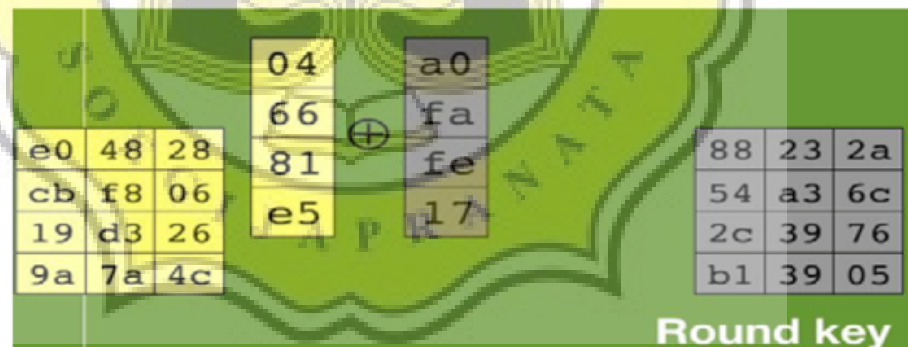 04 a0
66 fa
⊕
e0 48 28 81 fe 88 23 2a
cb f8 06 54 a3 6c
e5 17
19 d3 26 2c 39 76
9a 7a 4c b1 39 05
Round key